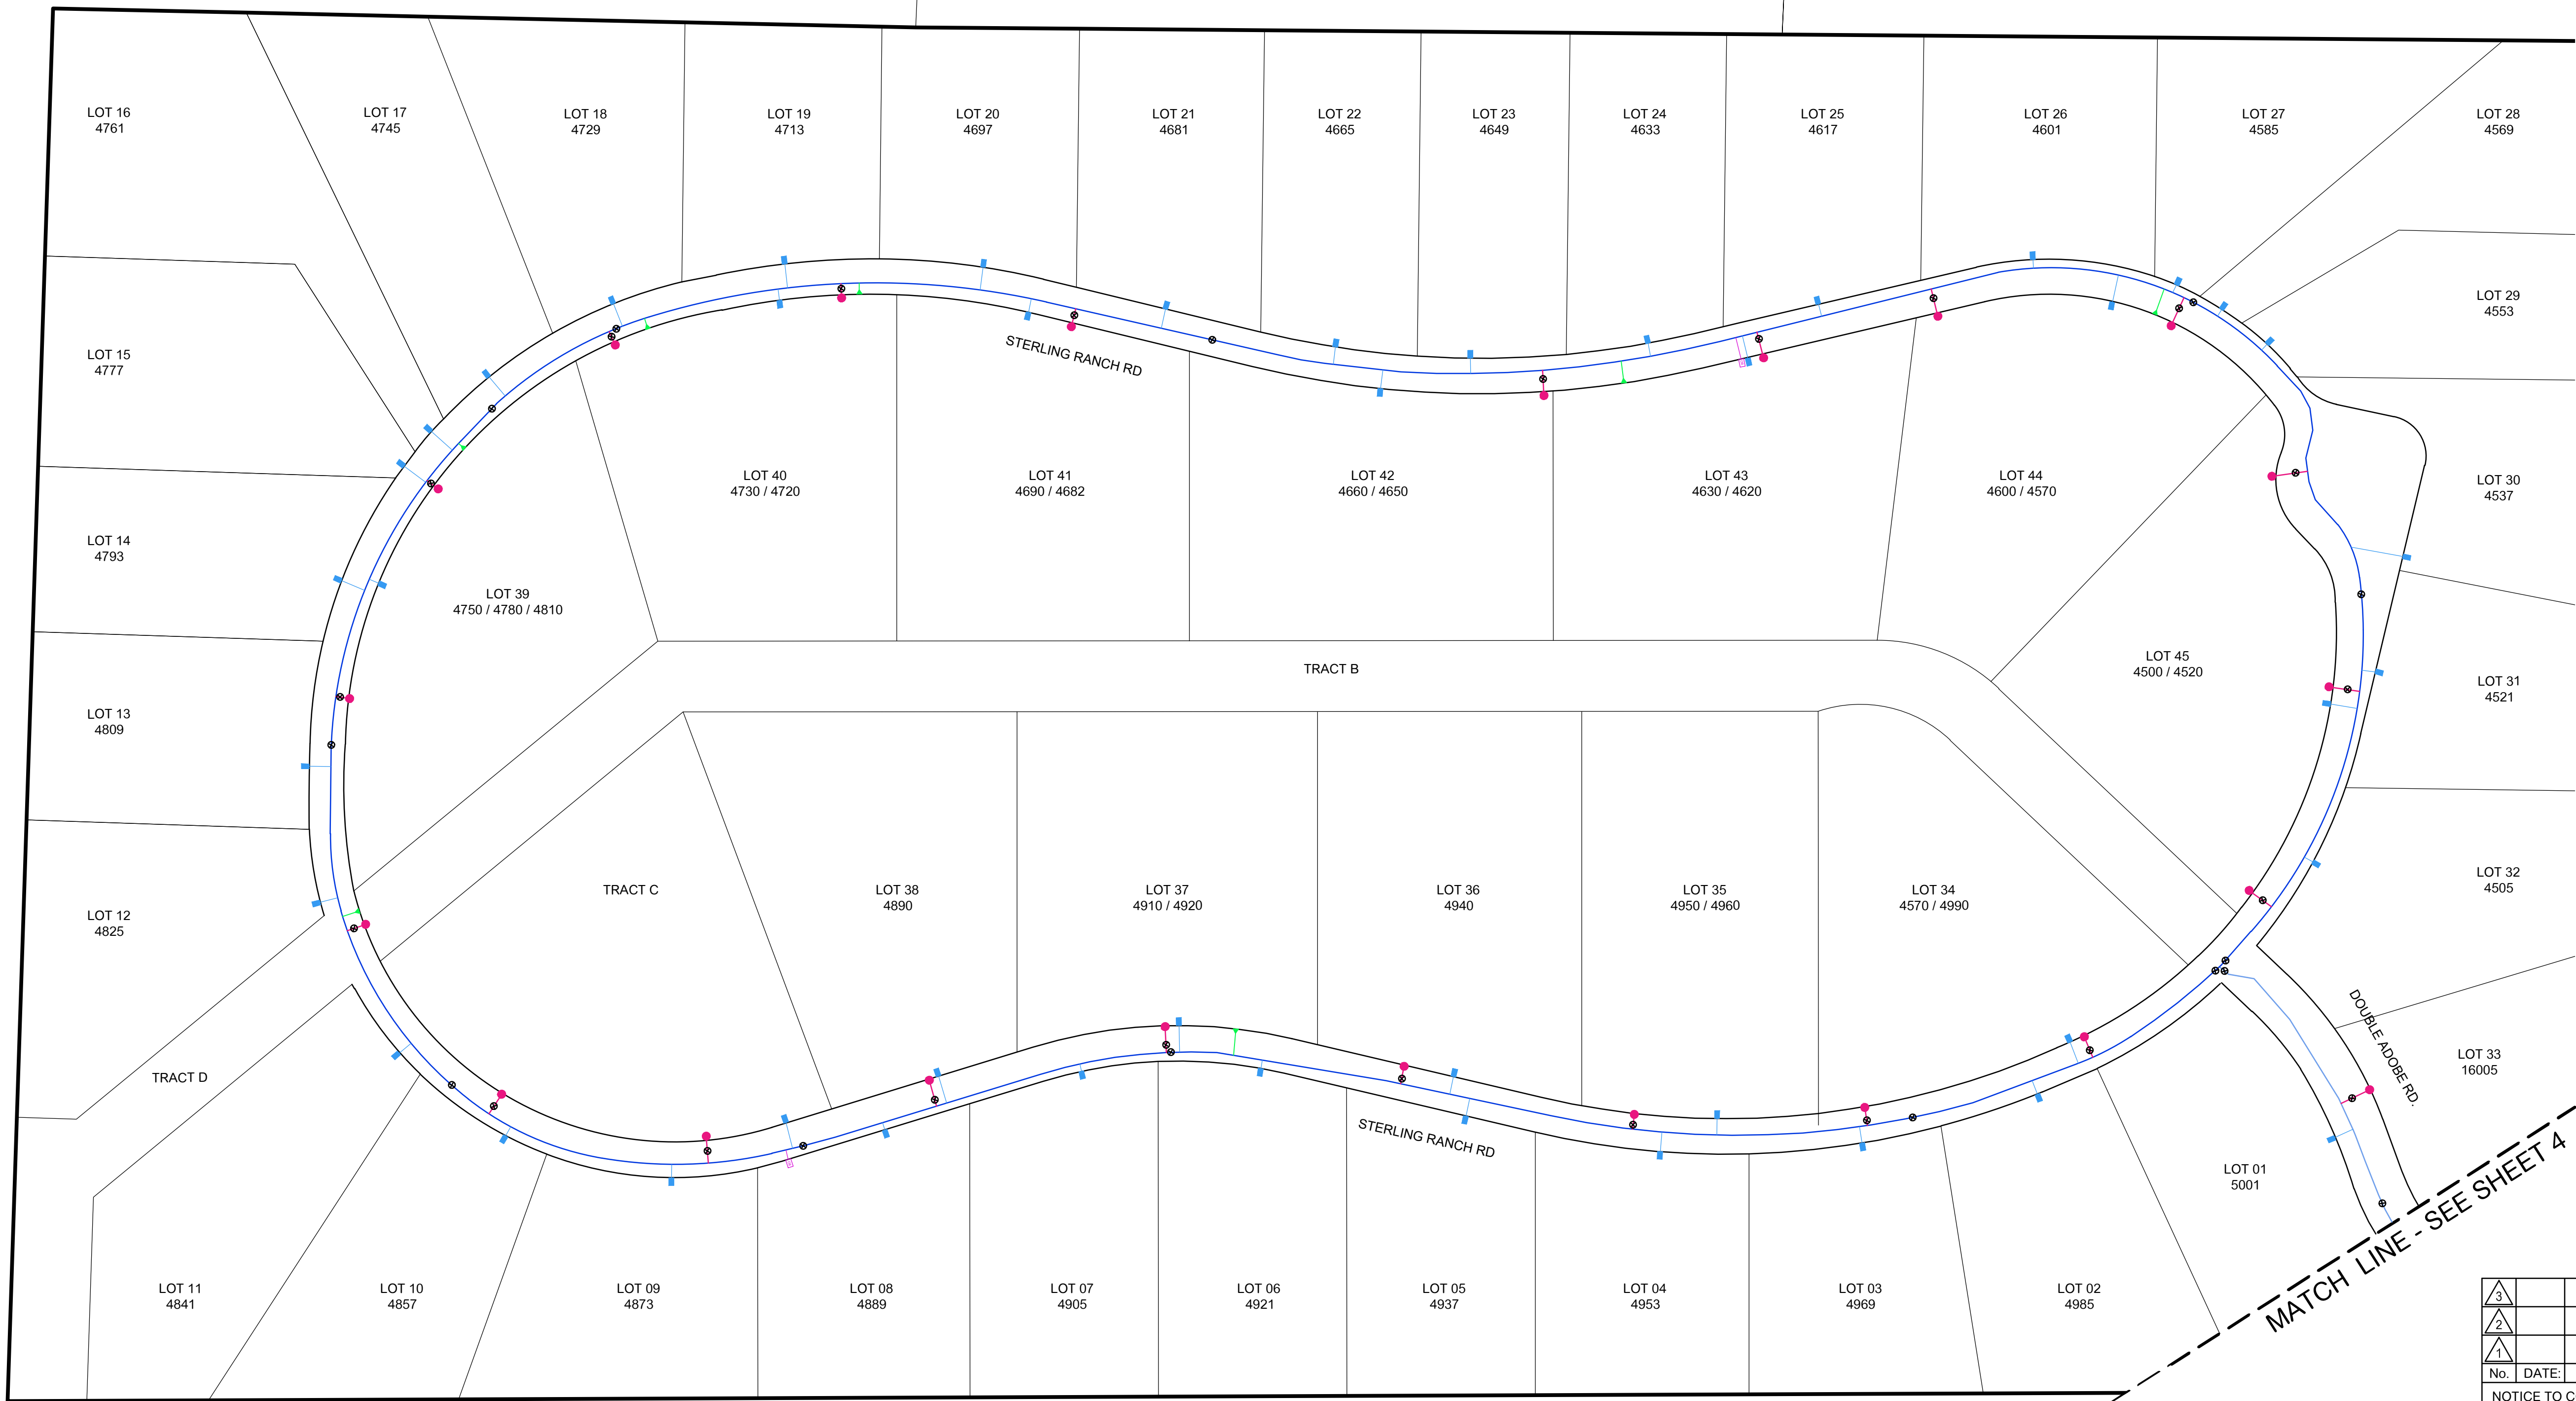 LOT 16
4761
LOT 17
4745
LOT 18
4729
LOT 19
4713
LOT 20
4697
LOT 21
4681
LOT 22
4665
LOT 23
4649
LOT 24
4633
LOT 25
4617
LOT 26
4601
LOT 27
4585
LOT 28
4569
LOT 29
4553
LOT 15
4777
STERLING RANCH RD
LOT 40
4730 / 4720
LOT 41
4690 / 4682
LOT 42
4660 / 4650
LOT 43
4630 / 4620
LOT 44
4600 / 4570
LOT 30
4537
LOT 14
4793
LOT 39
4750 / 4780 / 4810
TRACT B
LOT 45
4500 / 4520
LOT 31
4521
LOT 13
4809
LOT 12
4825
TRACT C
LOT 38
4890
LOT 37
4910 / 4920
LOT 36
4940
LOT 35
4950 / 4960
LOT 34
4570 / 4990
LOT 32
4505
DOUBLE ADOBE RD.
LOT 33
16005
TRACT D
STERLING RANCH RD
LOT 01
5001
MATCH LINE - SEE SHEET 4
LOT 11
4841
LOT 10
4857
LOT 09
4873
LOT 08
4889
LOT 07
4905
LOT 06
4921
LOT 05
4937
LOT 04
4953
LOT 03
4969
LOT 02
4985
3
2
1
No. DATE:
NOTICE TO C